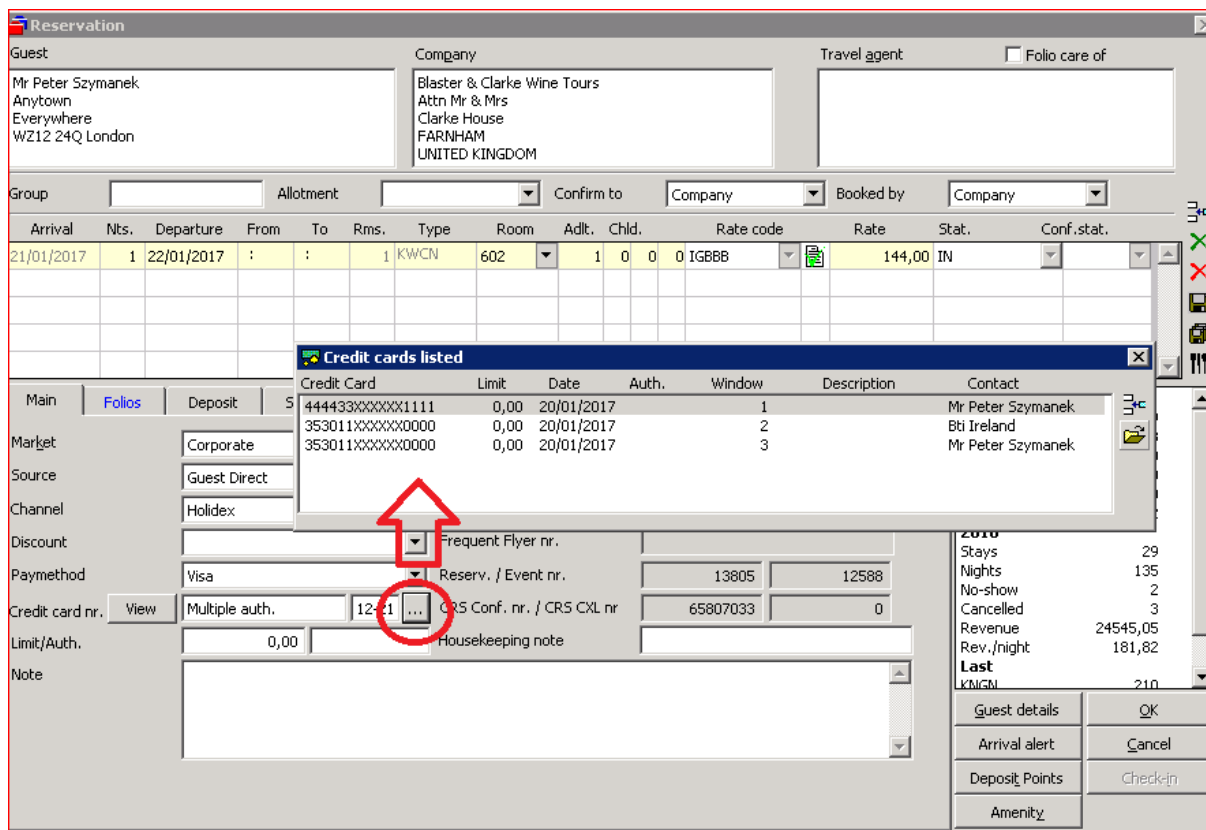 Reservation
Guest Company Travel agent Folio care of
Mr Peter Szymanek
Anytown
Everywhere
WZ12 24Q London
Blaster & Clarke Wine Tours
Attn Mr & Mrs
Clarke House
FARNHAM
UNITED KINGDOM
Group Allotment Confirm to Company Booked by Company
Arrival Nts. Departure From To Rms. Type Room Adlt. Chld. Rate code Rate Stat. Conf.stat.
21/01/2017 1 22/01/2017 : : 1 KWCN 602 1 0 0 0 IGBBB 144,00 IN
Credit cards listed
Credit Card Limit Date Auth. Window Description Contact
444433XXXXXX1111 0,00 20/01/2017 1 Mr Peter Szymanek
353011XXXXXX0000 0,00 20/01/2017 2 Bti Ireland
353011XXXXXX0000 0,00 20/01/2017 3 Mr Peter Szymanek
Main Folios Deposit S
Market Corporate
Source Guest Direct
Channel Holidex
Discount Frequent Flyer nr.
Paymethod Visa Reserv. / Event nr. 13805 12588
Credit card nr. View Multiple auth. 12-21 ... CRS Conf. nr. / CRS CXL nr 65807033 0
Limit/Auth. 0,00 Housekeeping note
Note
2016
Stays 29
Nights 135
No-show 2
Cancelled 3
Revenue 24545,05
Rev./night 181,82
Last
KNGN 210
Guest details OK
Arrival alert Cancel
Deposit Points Check-in
Amenity